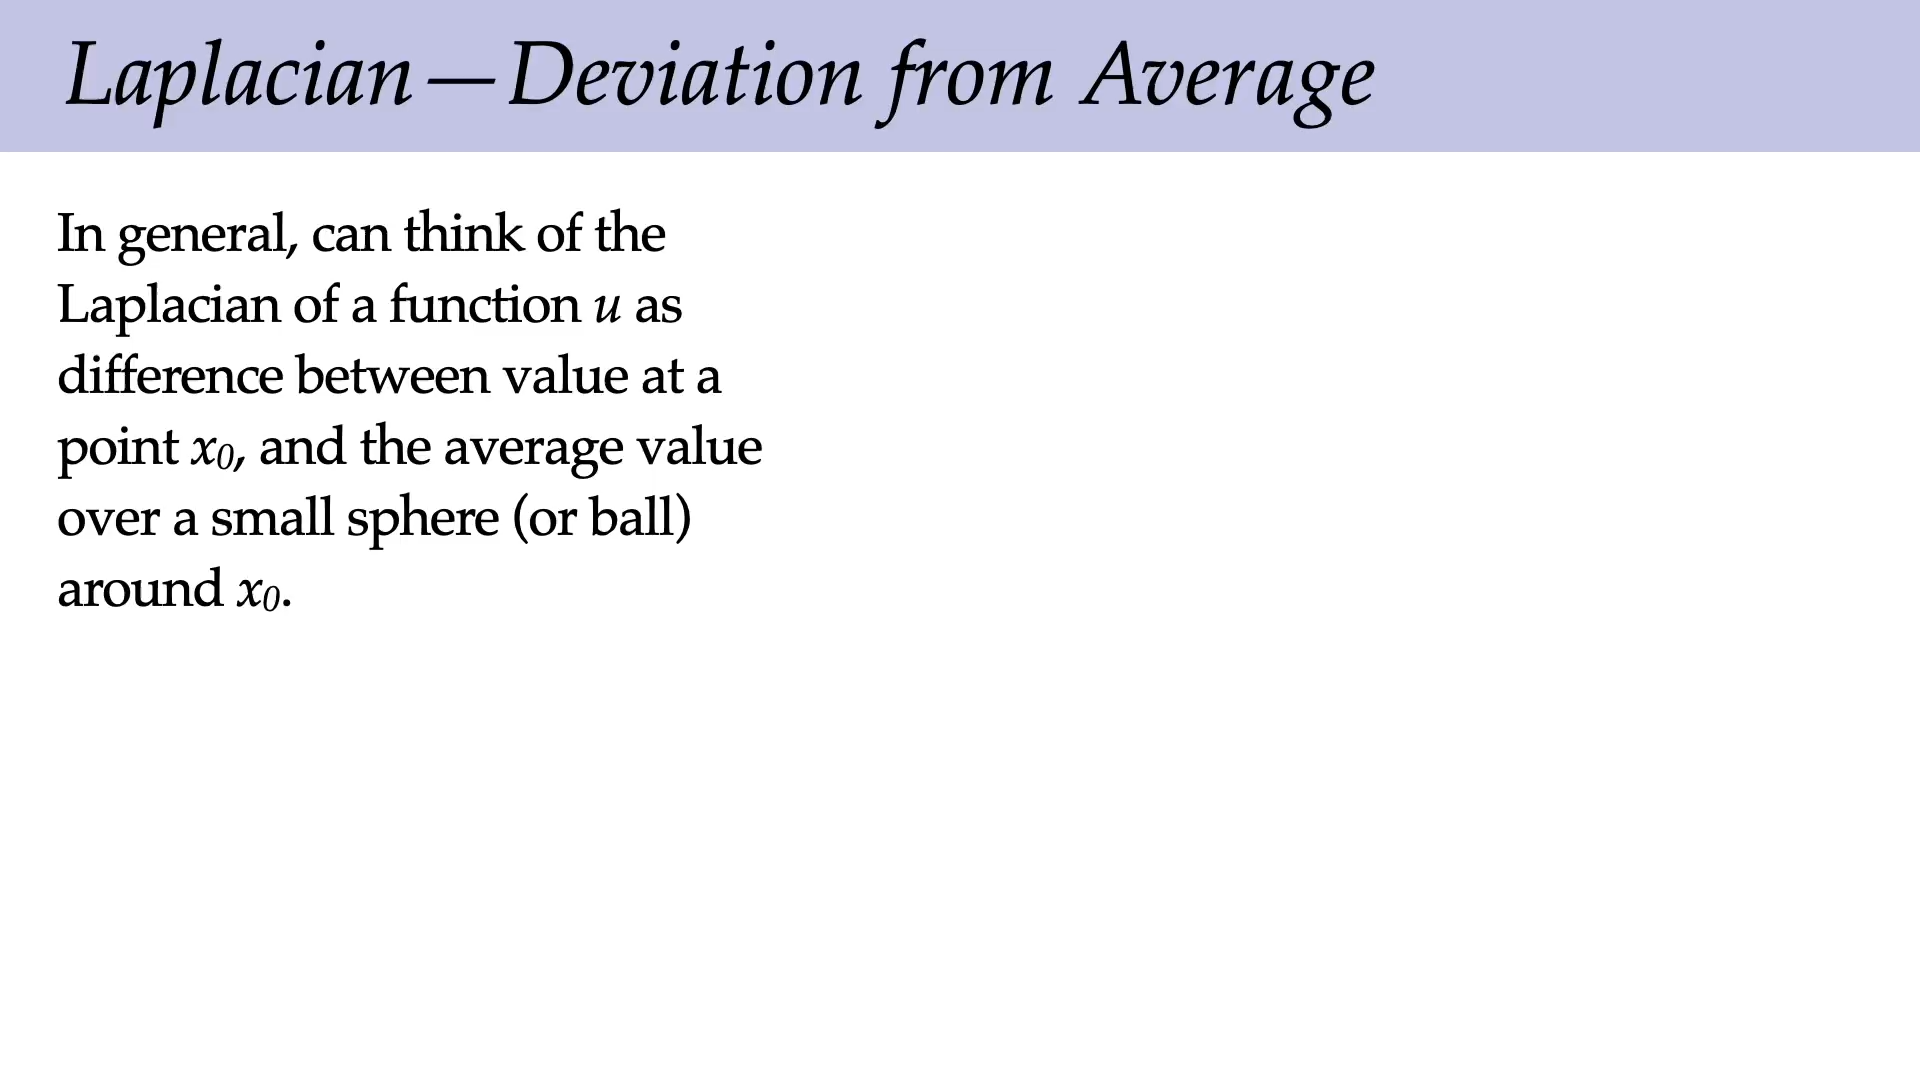 Laplacian—Deviation from Average
In general, can think of the
Laplacian of a function u as
difference between value at a
point x₀, and the average value
over a small sphere (or ball)
around x₀.